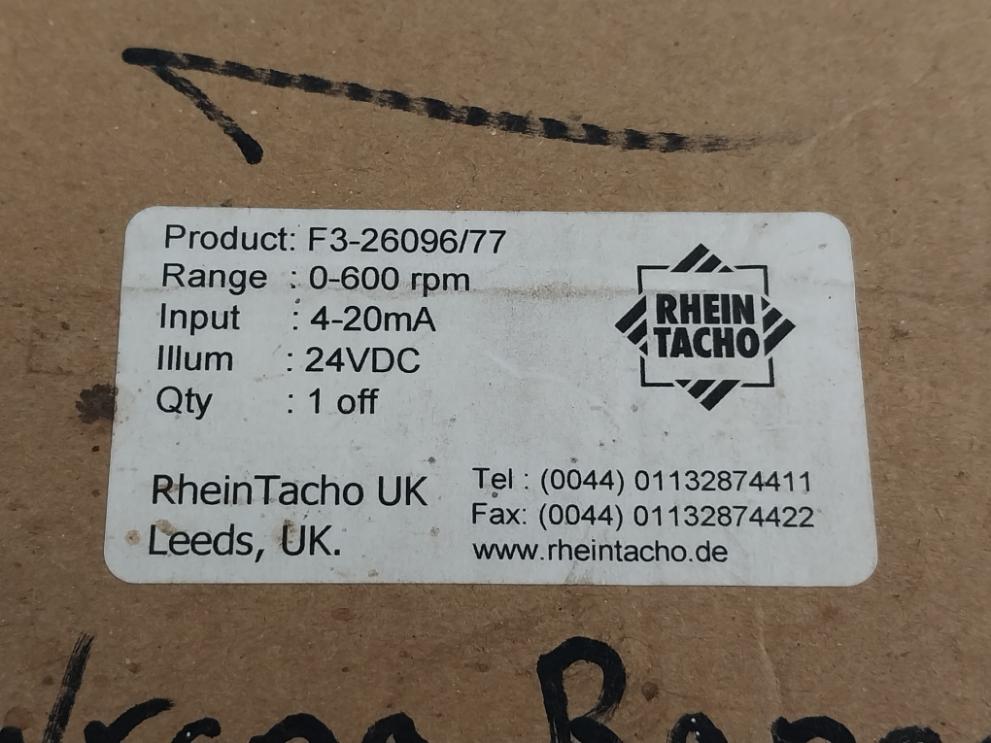 Product: F3-26096/77
Range : 0-600 rpm
Input : 4-20mA
Illum : 24VDC
Qty : 1 off
RHEIN
TACHO
RheinTacho UK
Leeds, UK.
Tel : (0044) 01132874411
Fax: (0044) 01132874422
www.rheintacho.de